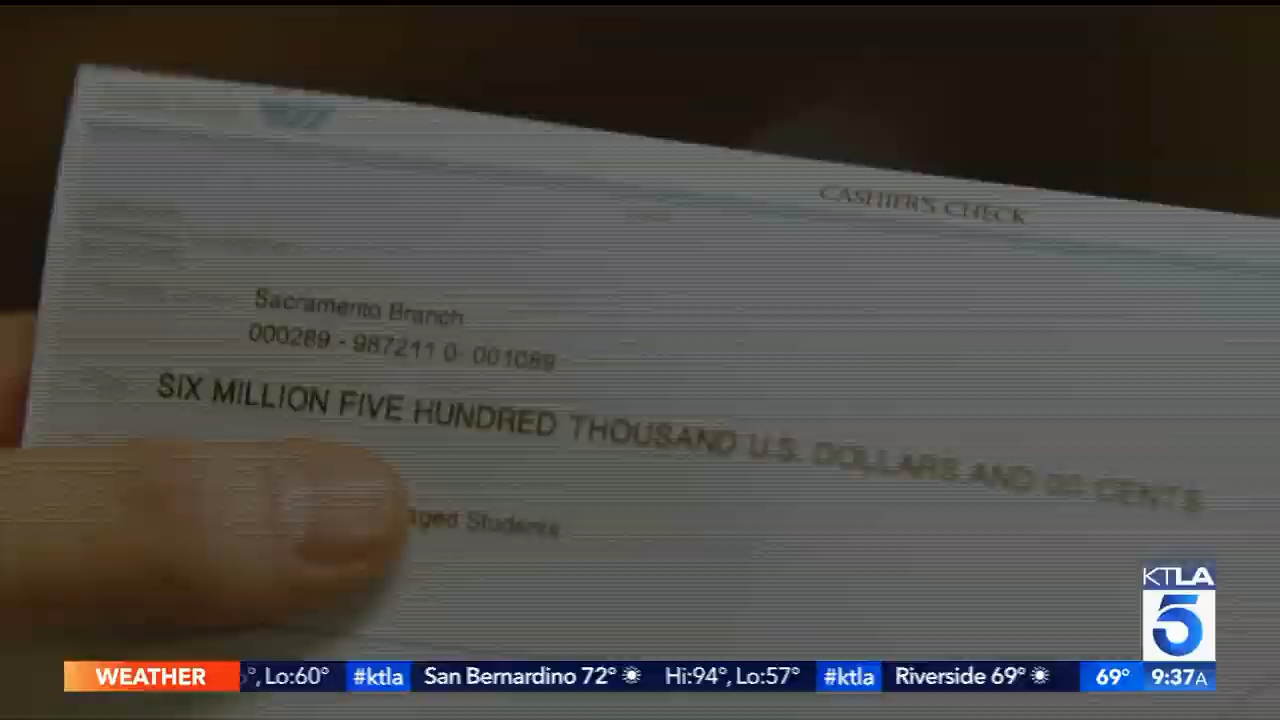 CASHIER'S CHECK
Sacramento Branch
000289 - 987211 0- 001089
SIX MILLION FIVE HUNDRED THOUSAND U.S. DOLLARS AND 00 CENTS
aged Students
KTLA
5
WEATHER °, Lo:60° #ktla San Bernardino 72° Hi:94°, Lo:57° #ktla Riverside 69° 69° 9:37A